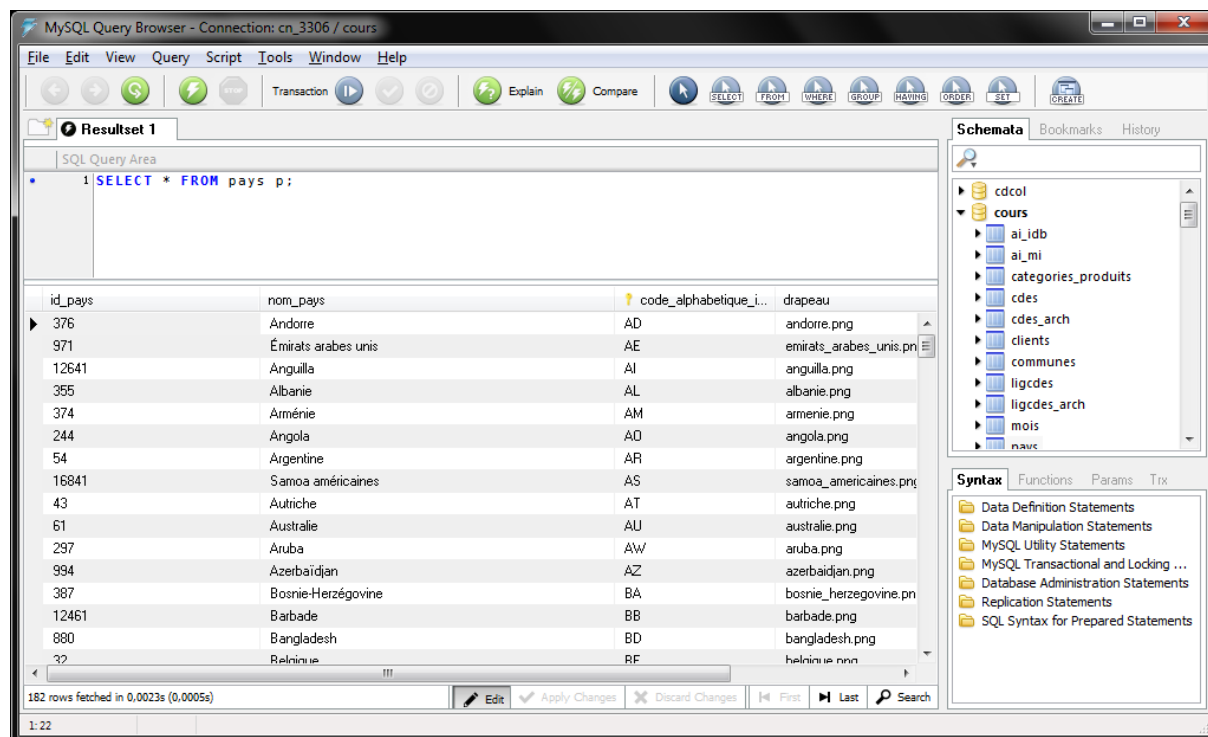 MySQL Query Browser - Connection: cn_3306 / cours
File Edit View Query Script Tools Window Help
STOP Transaction Explain Compare SELECT FROM WHERE GROUP HAVING ORDER SET CREATE
Resultset 1
SQL Query Area
1 SELECT * FROM pays p;
id_pays nom_pays code_alphabetique_i... drapeau
376 Andorre AD andorre.png
971 Émirats arabes unis AE emirats_arabes_unis.pn
12641 Anguilla AI anguilla.png
355 Albanie AL albanie.png
374 Arménie AM armenie.png
244 Angola AO angola.png
54 Argentine AR argentine.png
16841 Samoa américaines AS samoa_americaines.png
43 Autriche AT autriche.png
61 Australie AU australie.png
297 Aruba AW aruba.png
994 Azerbaïdjan AZ azerbaidjan.png
387 Bosnie-Herzégovine BA bosnie_herzegovine.pn
12461 Barbade BB barbade.png
880 Bangladesh BD bangladesh.png
32 Belgique BE belgique.png
182 rows fetched in 0,0023s (0,0005s) Edit Apply Changes Discard Changes First Last Search
1: 22
Schemata Bookmarks History
cdcol
cours
ai_idb
ai_mi
categories_produits
cdes
cdes_arch
clients
communes
ligcdes
ligcdes_arch
mois
pays
Syntax Functions Params Trx
Data Definition Statements
Data Manipulation Statements
MySQL Utility Statements
MySQL Transactional and Locking ...
Database Administration Statements
Replication Statements
SQL Syntax for Prepared Statements